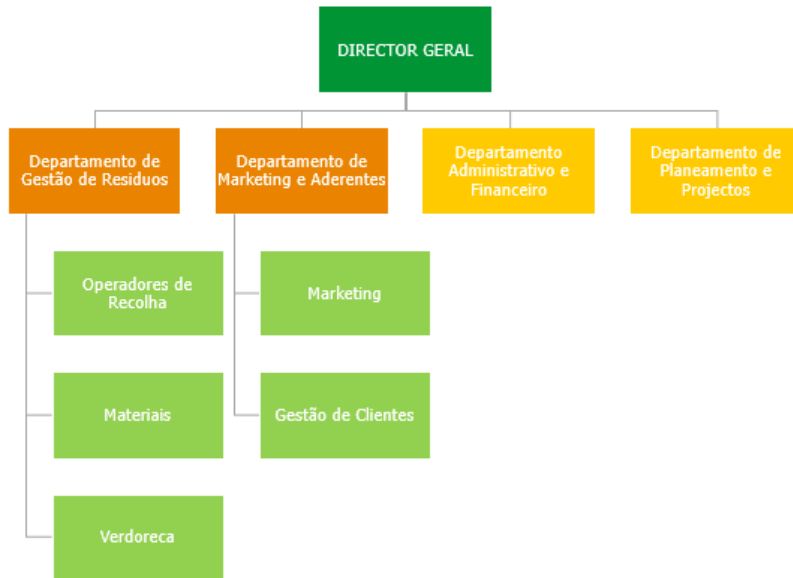 DIRECTOR GERAL
Departamento de
Gestão de Residuos
Departamento de
Marketing e Aderentes
Departamento
Administrativo e
Financeiro
Departamento de
Planeamento e
Projectos
Operadores de
Recolha
Marketing
Materiais
Gestão de Clientes
Verdoreca